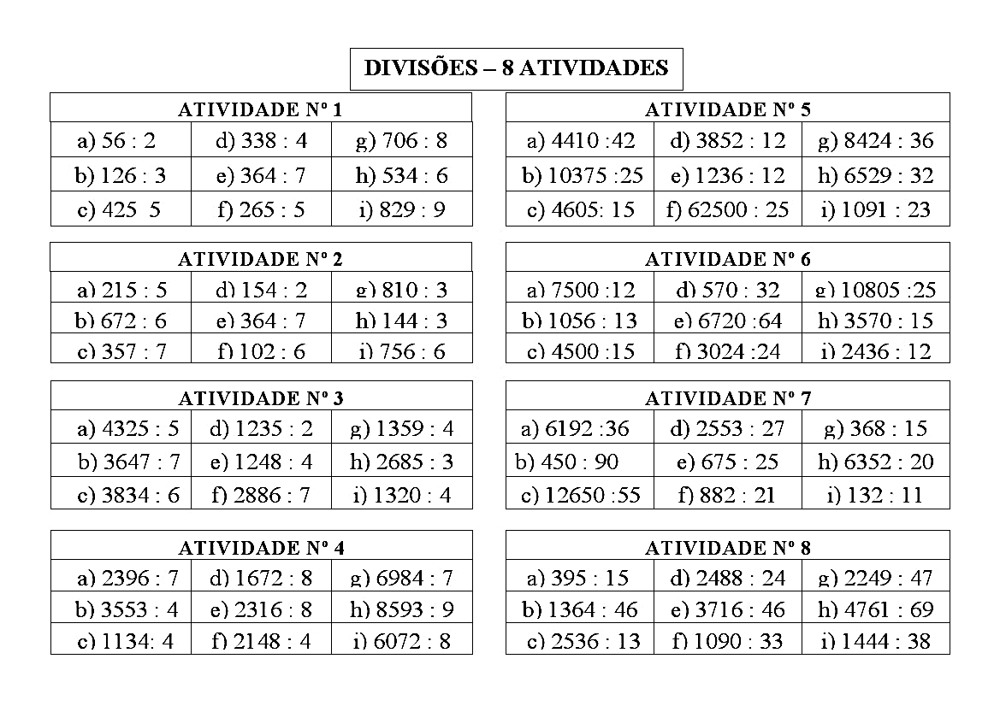 DIVISÕES – 8 ATIVIDADES
ATIVIDADE Nº 1
a) 56 : 2 d) 338 : 4 g) 706 : 8
b) 126 : 3 e) 364 : 7 h) 534 : 6
c) 425 5 f) 265 : 5 i) 829 : 9
ATIVIDADE Nº 2
a) 215 : 5 d) 154 : 2 g) 810 : 3
b) 672 : 6 e) 364 : 7 h) 144 : 3
c) 357 : 7 f) 102 : 6 i) 756 : 6
ATIVIDADE Nº 3
a) 4325 : 5 d) 1235 : 2 g) 1359 : 4
b) 3647 : 7 e) 1248 : 4 h) 2685 : 3
c) 3834 : 6 f) 2886 : 7 i) 1320 : 4
ATIVIDADE Nº 4
a) 2396 : 7 d) 1672 : 8 g) 6984 : 7
b) 3553 : 4 e) 2316 : 8 h) 8593 : 9
c) 1134: 4 f) 2148 : 4 i) 6072 : 8
ATIVIDADE Nº 5
a) 4410 :42 d) 3852 : 12 g) 8424 : 36
b) 10375 :25 e) 1236 : 12 h) 6529 : 32
c) 4605: 15 f) 62500 : 25 i) 1091 : 23
ATIVIDADE Nº 6
a) 7500 :12 d) 570 : 32 g) 10805 :25
b) 1056 : 13 e) 6720 :64 h) 3570 : 15
c) 4500 :15 f) 3024 :24 i) 2436 : 12
ATIVIDADE Nº 7
a) 6192 :36 d) 2553 : 27 g) 368 : 15
b) 450 : 90 e) 675 : 25 h) 6352 : 20
c) 12650 :55 f) 882 : 21 i) 132 : 11
ATIVIDADE Nº 8
a) 395 : 15 d) 2488 : 24 g) 2249 : 47
b) 1364 : 46 e) 3716 : 46 h) 4761 : 69
c) 2536 : 13 f) 1090 : 33 i) 1444 : 38